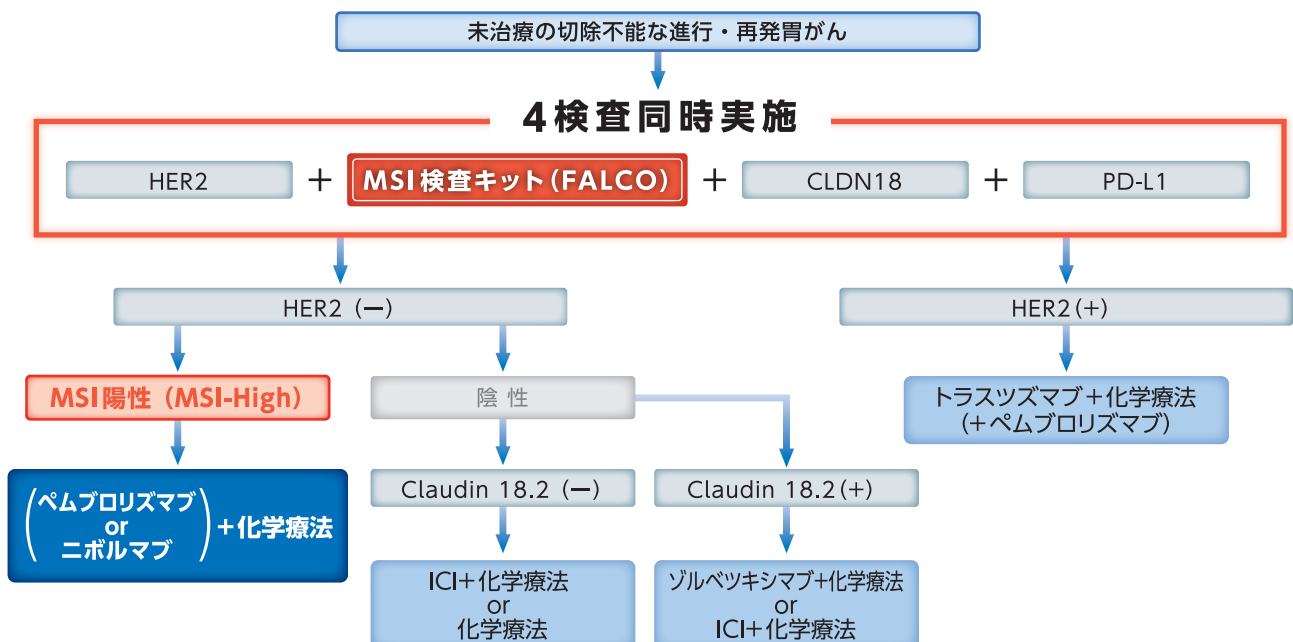 未治療の切除不能な進行・再発胃がん
4検査同時実施
HER2 + MSI検査キット(FALCO) + CLDN18 + PD-L1
HER2 (−)
HER2(+)
MSI陽性 (MSI-High)
陰性
トラスツズマブ+化学療法
(+ペムブロリズマブ)
Claudin 18.2 (−)
Claudin 18.2(+)
(ペムブロリズマブ
or
ニボルマブ)+化学療法
ICI+化学療法
or
化学療法
ゾルベツキシマブ+化学療法
or
ICI+化学療法